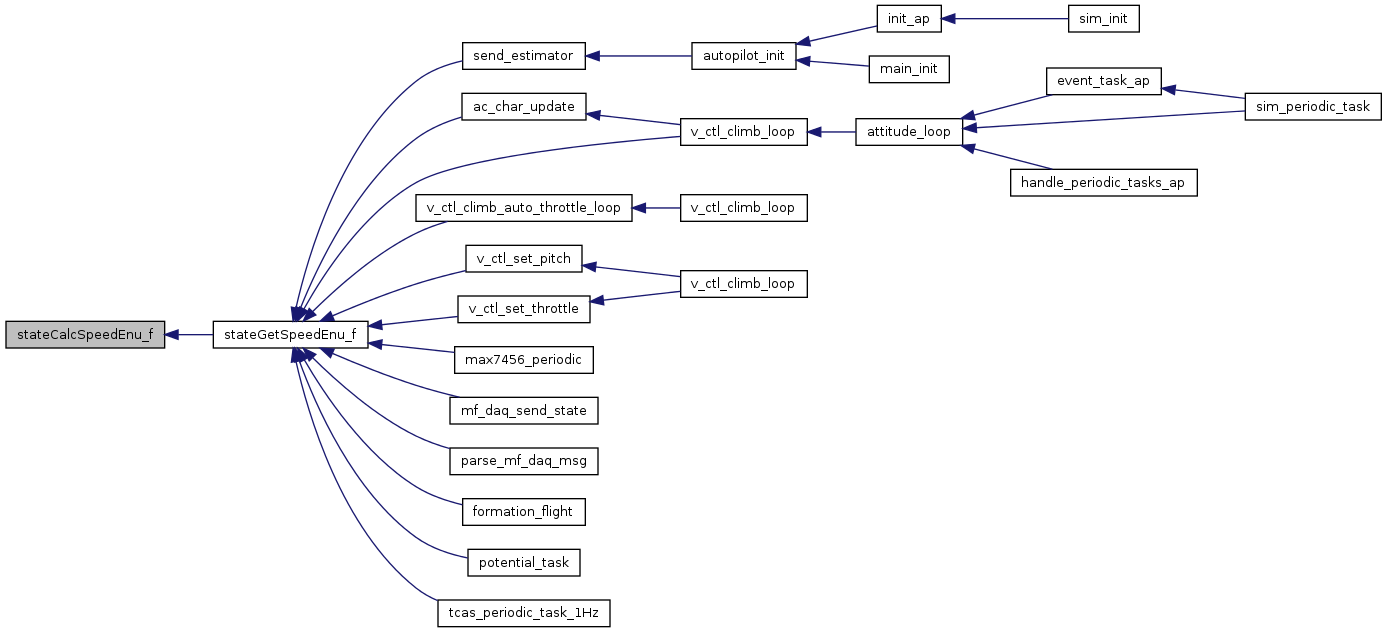 init_ap
sim_init
send_estimator
autopilot_init
main_init
event_task_ap
ac_char_update
sim_periodic_task
v_ctl_climb_loop
attitude_loop
handle_periodic_tasks_ap
v_ctl_climb_auto_throttle_loop
v_ctl_climb_loop
v_ctl_set_pitch
v_ctl_climb_loop
v_ctl_set_throttle
stateCalcSpeedEnu_f
stateGetSpeedEnu_f
max7456_periodic
mf_daq_send_state
parse_mf_daq_msg
formation_flight
potential_task
tcas_periodic_task_1Hz